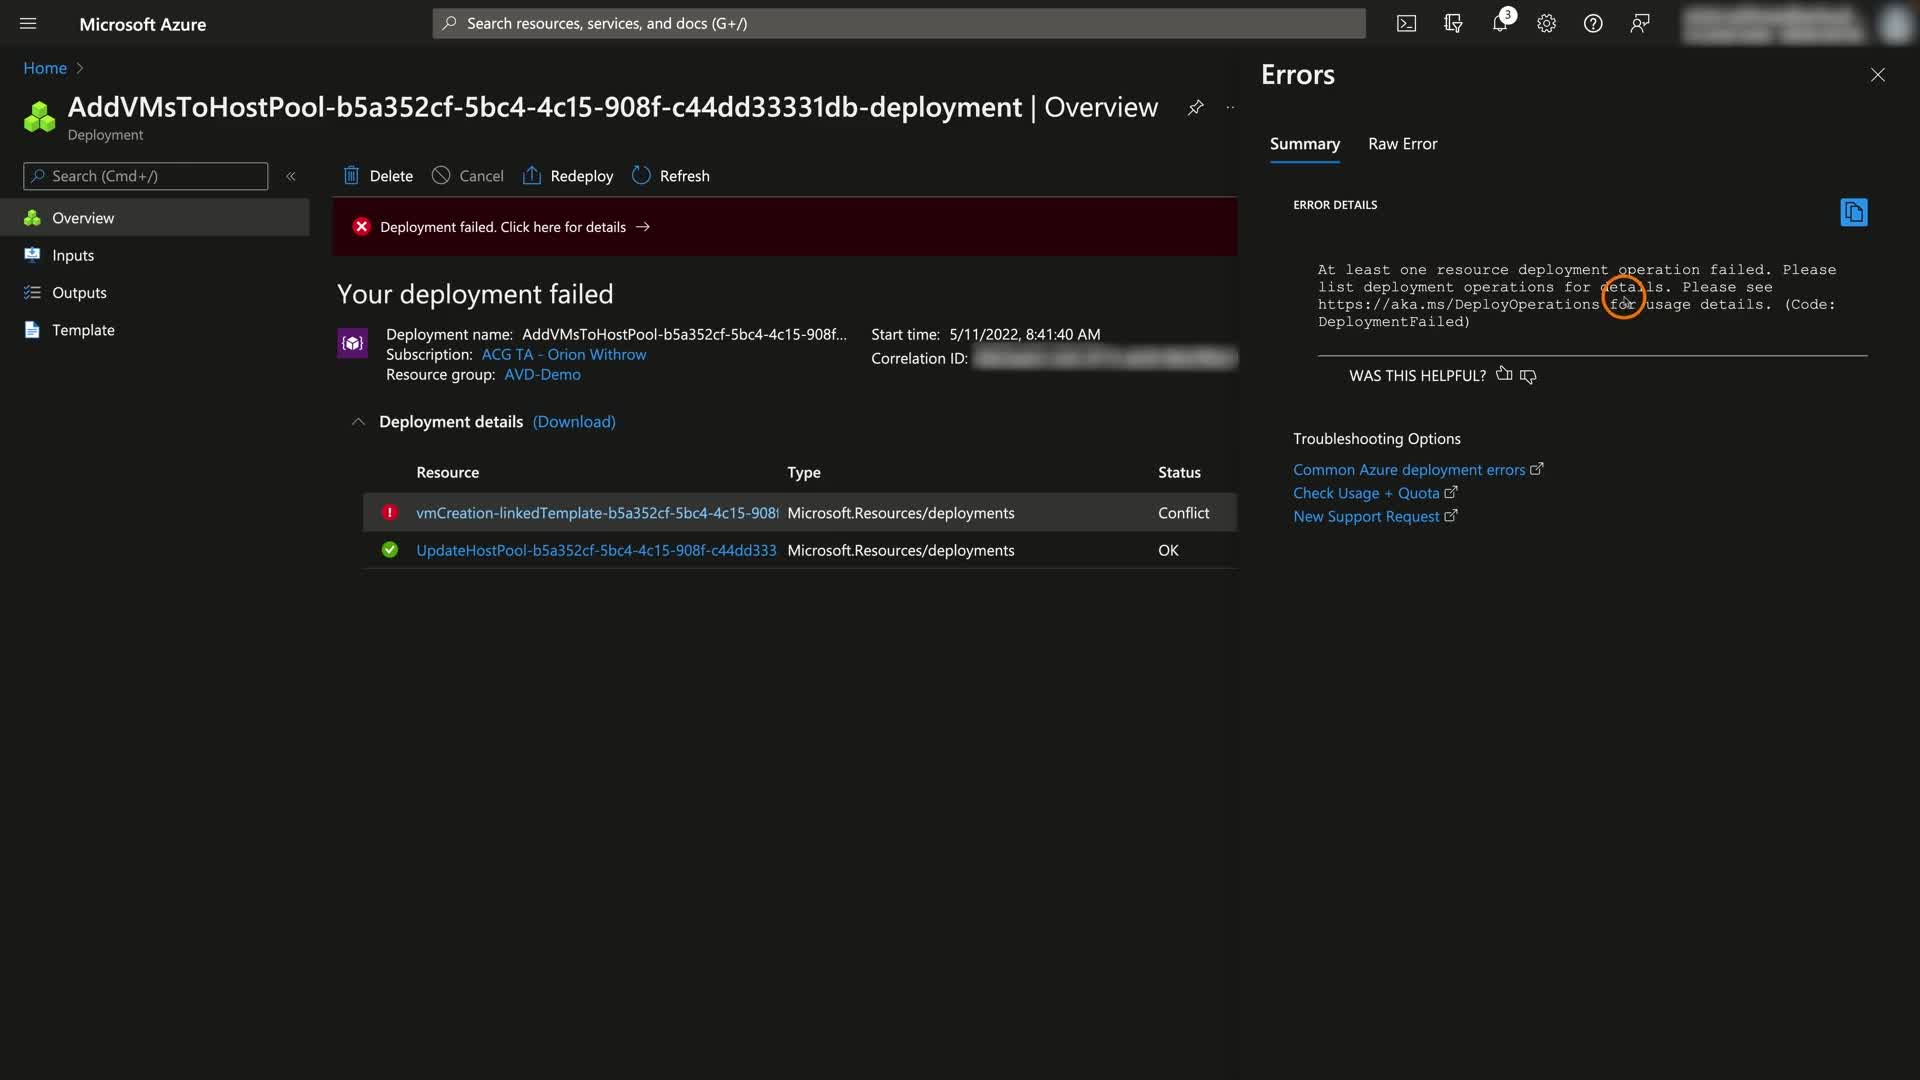 Microsoft Azure
Search resources, services, and docs (G+/)
3
Home
AddVMsToHostPool-b5a352cf-5bc4-4c15-908f-c44dd33331db-deployment | Overview
Deployment
Search (Cmd+/)
Overview
Inputs
Outputs
Template
Delete
Cancel
Redeploy
Refresh
Deployment failed. Click here for details →
Your deployment failed
Deployment name: AddVMsToHostPool-b5a352cf-5bc4-4c15-908f...
Subscription: ACG TA - Orion Withrow
Resource group: AVD-Demo
Start time: 5/11/2022, 8:41:40 AM
Correlation ID:
Deployment details (Download)
Resource Type Status
vmCreation-linkedTemplate-b5a352cf-5bc4-4c15-908f Microsoft.Resources/deployments Conflict
UpdateHostPool-b5a352cf-5bc4-4c15-908f-c44dd333 Microsoft.Resources/deployments OK
Errors
Summary Raw Error
ERROR DETAILS
At least one resource deployment operation failed. Please
list deployment operations for details. Please see
https://aka.ms/DeployOperations for usage details. (Code:
DeploymentFailed)
WAS THIS HELPFUL?
Troubleshooting Options
Common Azure deployment errors
Check Usage + Quota
New Support Request